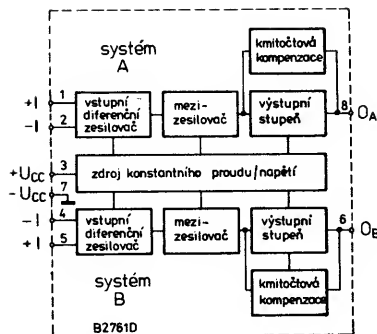 systém
A
kmitočtová
kompenzace
+I
1
vstupní
diferenční
zesilovač
mezi-
zesilovač
výstupní
stupeň
8
O_A
-I
2
+U_CC
3
zdroj konstantního proudu/napětí
-U_CC
7
-I
4
vstupní
diferenční
zesilovač
mezi-
zesilovač
výstupní
stupeň
6
O_B
+I
5
systém
B
kmitočtová
kompenzace
B2761D